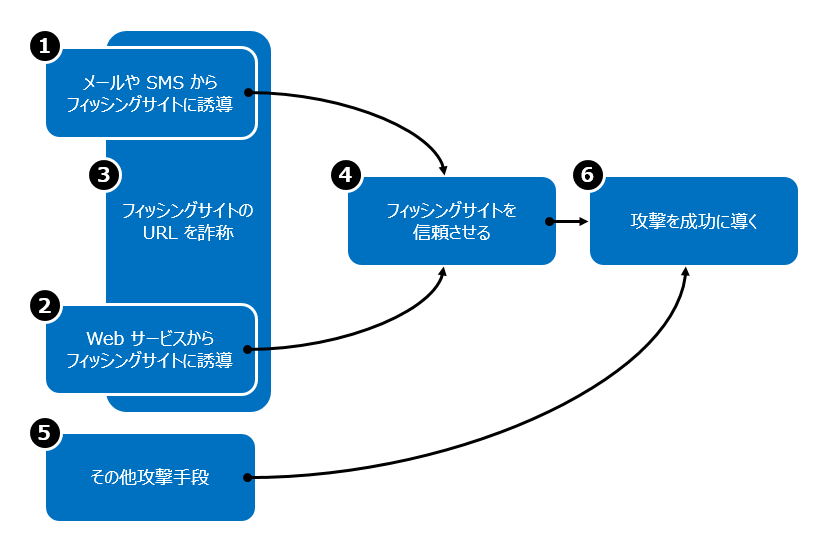 1
メールや SMS から
フィッシングサイトに誘導
3
フィッシングサイトの
URL を詐称
2
Web サービスから
フィッシングサイトに誘導
4
フィッシングサイトを
信頼させる
6
攻撃を成功に導く
5
その他攻撃手段